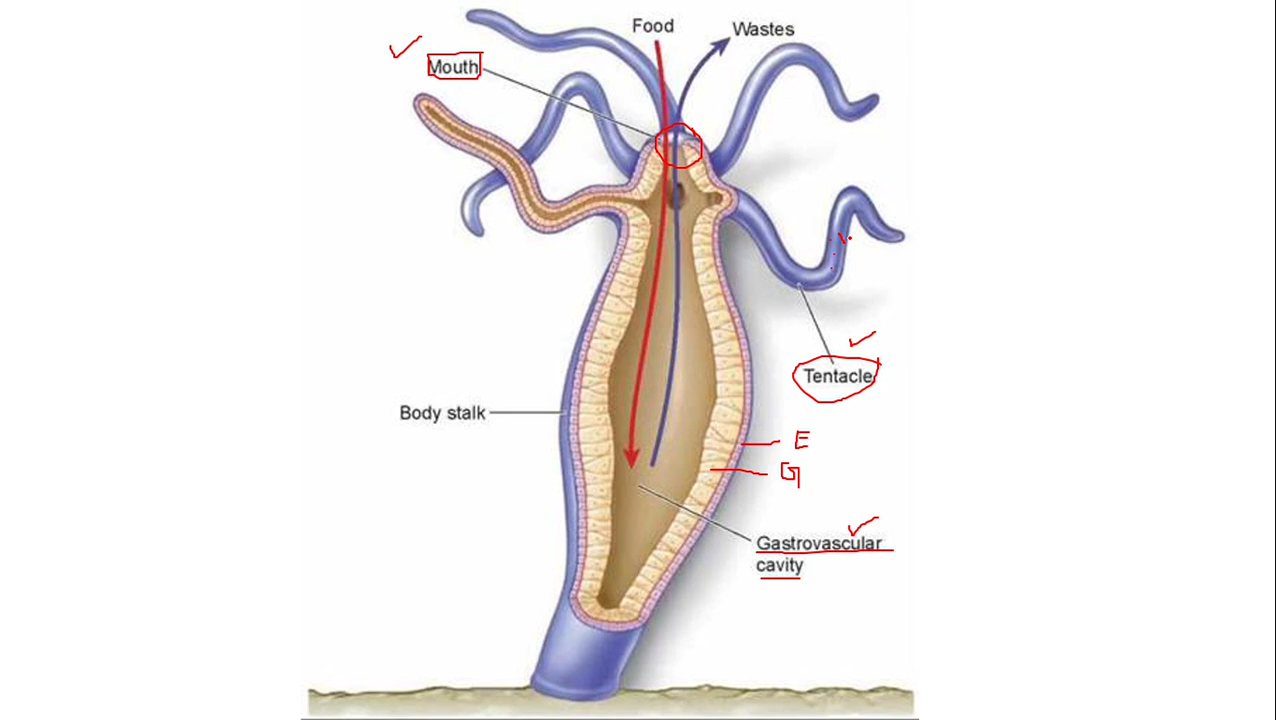 Food
Wastes
Mouth
Tentacle
Body stalk
E
G
Gastrovascular
cavity